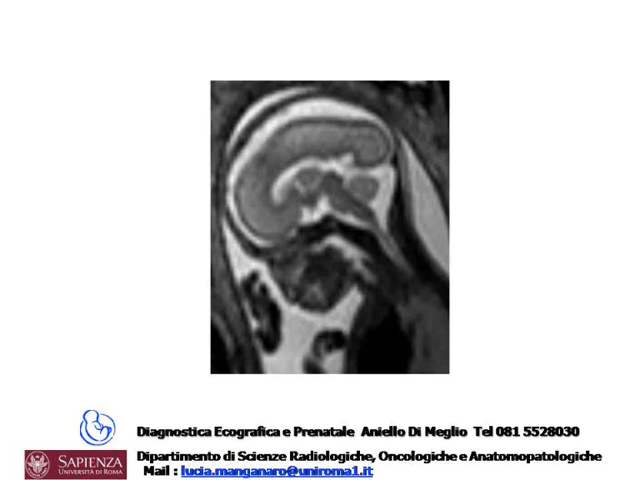 Diagnostica Ecografica e Prenatale Aniello Di Meglio Tel 081 5528030
SAPIENZA
UNIVERSITÀ DI ROMA
Dipartimento di Scienze Radiologiche, Oncologiche e Anatomopatologiche
Mail : lucia.manganaro@uniroma1.it